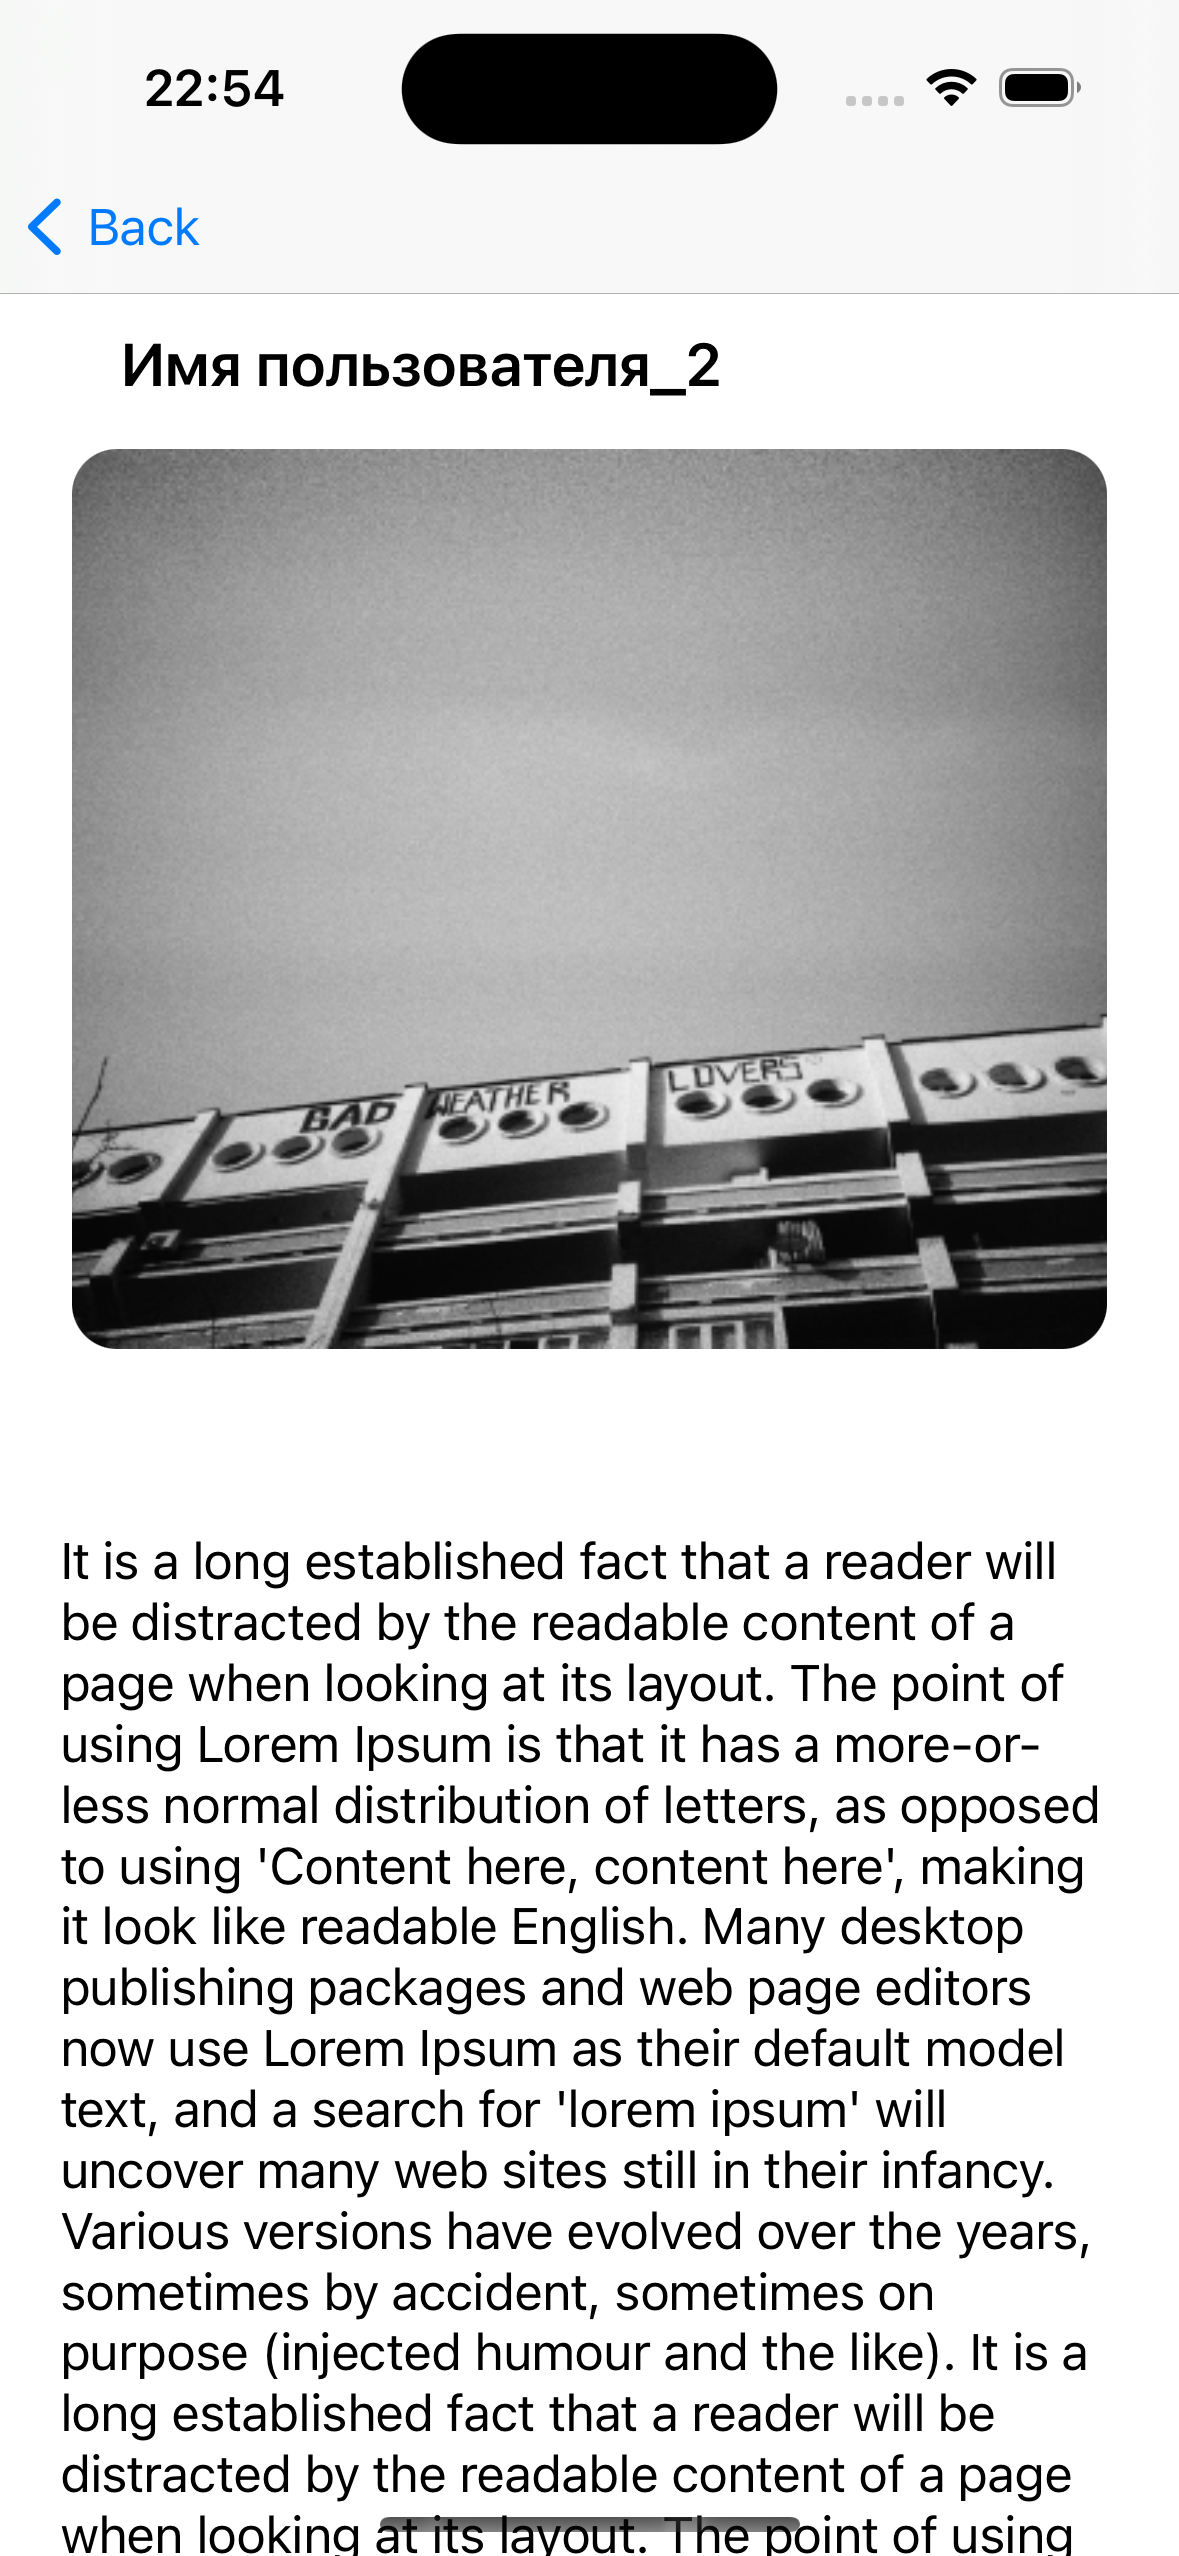 22:54
Back
Имя пользователя_2
BAD WEATHER LOVERS
It is a long established fact that a reader will
be distracted by the readable content of a
page when looking at its layout. The point of
using Lorem Ipsum is that it has a more-or-
less normal distribution of letters, as opposed
to using 'Content here, content here', making
it look like readable English. Many desktop
publishing packages and web page editors
now use Lorem Ipsum as their default model
text, and a search for 'lorem ipsum' will
uncover many web sites still in their infancy.
Various versions have evolved over the years,
sometimes by accident, sometimes on
purpose (injected humour and the like). It is a
long established fact that a reader will be
distracted by the readable content of a page
when looking at its layout. The point of using